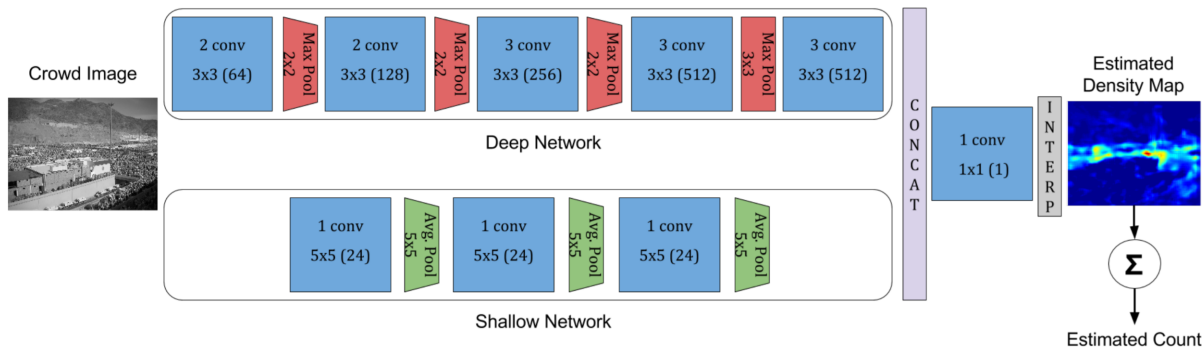 Crowd Image
2 conv
3x3 (64)
Max Pool
2x2
2 conv
3x3 (128)
Max Pool
2x2
3 conv
3x3 (256)
Max Pool
2x2
3 conv
3x3 (512)
Max Pool
3x3
3 conv
3x3 (512)
Deep Network
1 conv
5x5 (24)
Avg. Pool
5x5
1 conv
5x5 (24)
Avg. Pool
5x5
1 conv
5x5 (24)
Avg. Pool
5x5
Shallow Network
CONCAT
1 conv
1x1 (1)
INTERP
Estimated
Density Map
Σ
Estimated Count